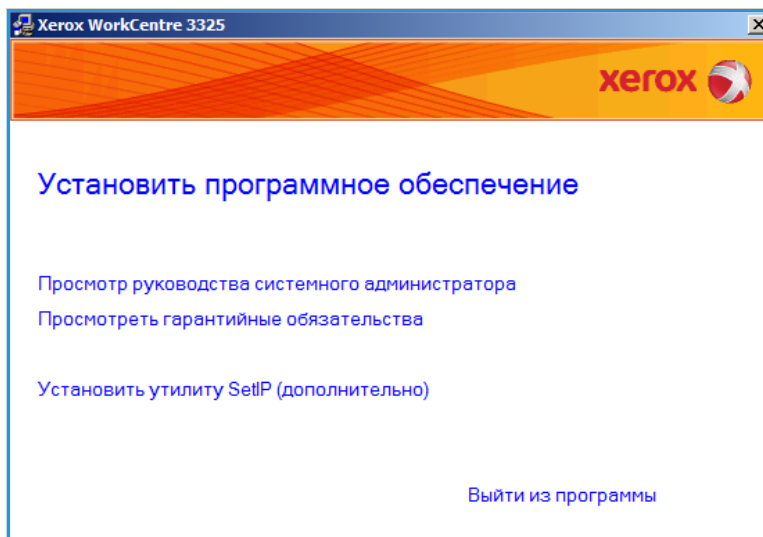 Xerox WorkCentre 3325
xerox
Установить программное обеспечение
Просмотр руководства системного администратора
Просмотреть гарантийные обязательства
Установить утилиту SetIP (дополнительно)
Выйти из программы